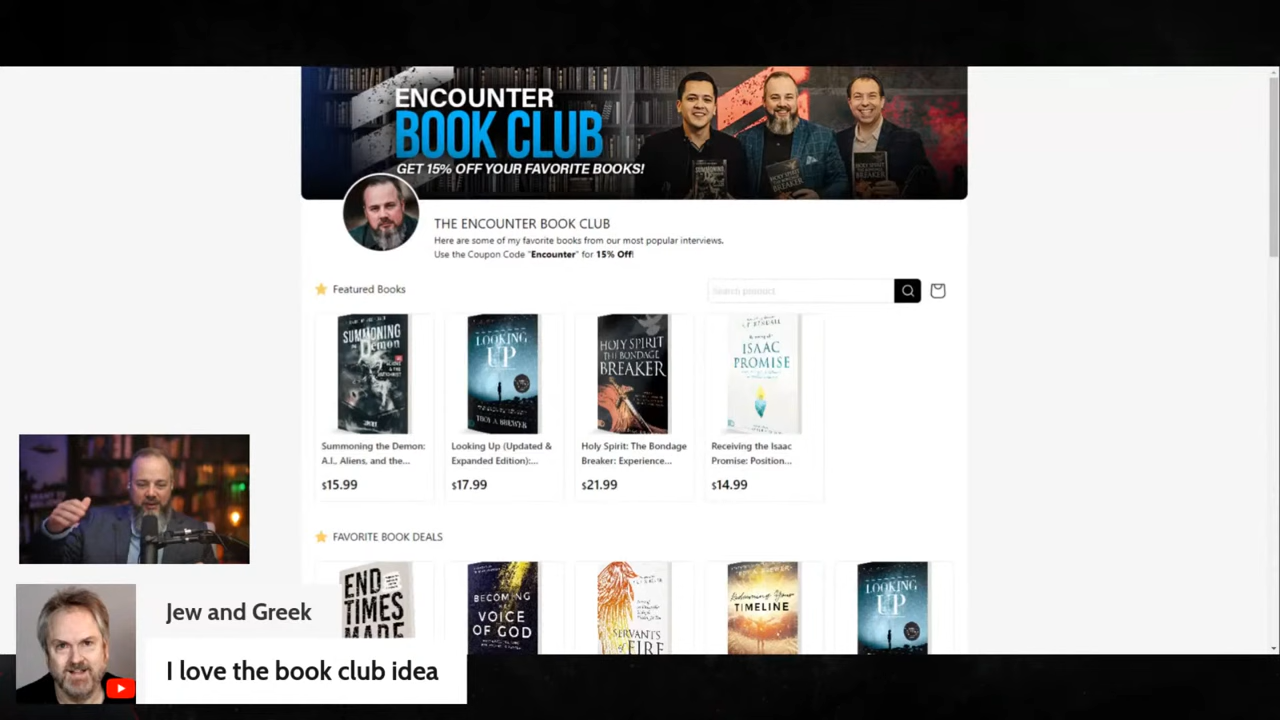 ENCOUNTER
BOOK CLUB
GET 15% OFF YOUR FAVORITE BOOKS!
THE ENCOUNTER BOOK CLUB
Here are some of my favorite books from our most popular interviews.
Use the Coupon Code "Encounter" for 15% Off!
Featured Books
Search product
SUMMONING
THE Demon
LOOKING
UP
TROY A. BREWER
HOLY SPIRIT
THE BONDAGE
BREAKER
ISAAC
PROMISE
Summoning the Demon:
A.I., Aliens, and the...
Looking Up (Updated &
Expanded Edition):...
Holy Spirit: The Bondage
Breaker: Experience...
Receiving the Isaac
Promise: Position...
$15.99
$17.99
$21.99
$14.99
FAVORITE BOOK DEALS
END
TIMES
MADE
BECOMING
VOICE
OF GOD
SERVANTS
of FIRE
Redeeming Your
TIMELINE
LOOKING
UP
Jew and Greek
I love the book club idea